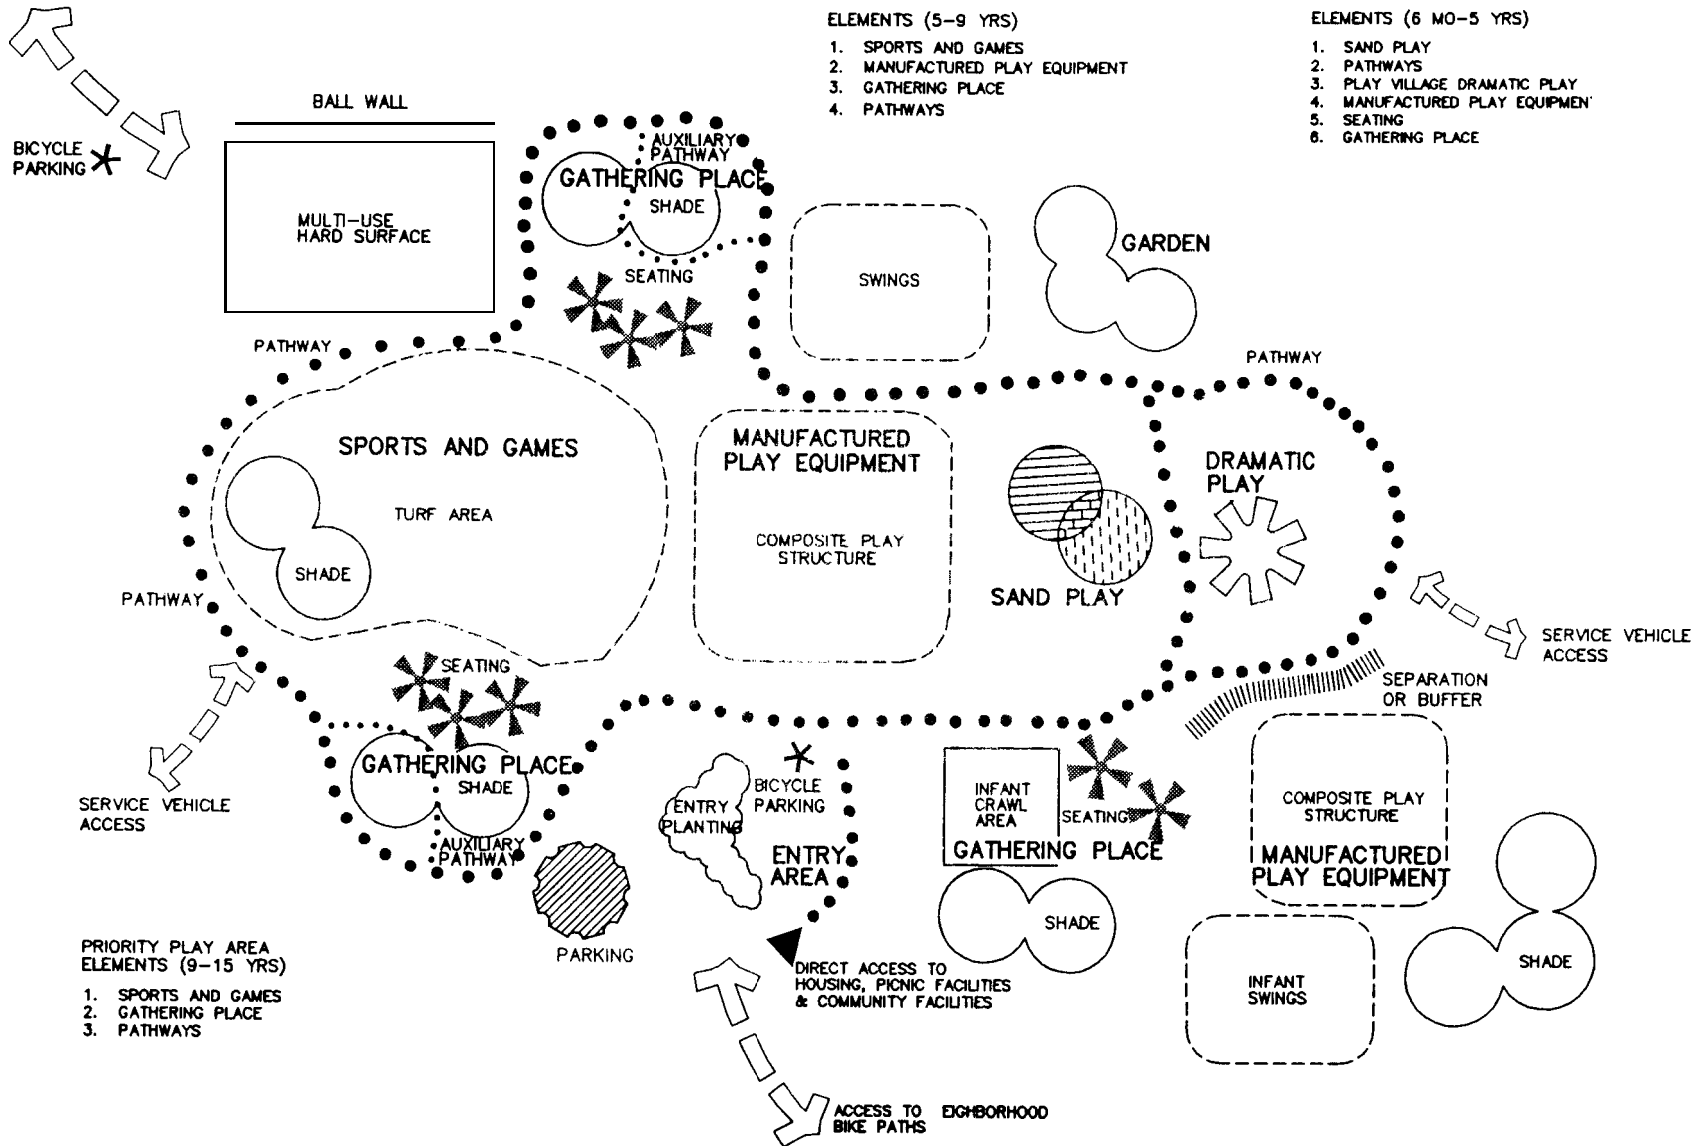 ELEMENTS (5-9 YRS)
1. SPORTS AND GAMES
2. MANUFACTURED PLAY EQUIPMENT
3. GATHERING PLACE
4. PATHWAYS
ELEMENTS (6 MO-5 YRS)
1. SAND PLAY
2. PATHWAYS
3. PLAY VILLAGE DRAMATIC PLAY
4. MANUFACTURED PLAY EQUIPMEN
5. SEATING
6. GATHERING PLACE
BALL WALL
BICYCLE
PARKING
MULTI-USE
HARD SURFACE
AUXILIARY
PATHWAY
GATHERING PLACE
SHADE
SEATING
SWINGS
GARDEN
PATHWAY
PATHWAY
SPORTS AND GAMES
TURF AREA
SHADE
MANUFACTURED
PLAY EQUIPMENT
COMPOSITE PLAY
STRUCTURE
SAND PLAY
DRAMATIC
PLAY
PATHWAY
SERVICE VEHICLE
ACCESS
SEATING
SEPARATION
OR BUFFER
GATHERING PLACE
SHADE
AUXILIARY
PATHWAY
SERVICE VEHICLE
ACCESS
BICYCLE
PARKING
ENTRY
PLANTING
ENTRY
AREA
INFANT
CRAWL
AREA
SEATING
GATHERING PLACE
SHADE
COMPOSITE PLAY
STRUCTURE
MANUFACTURED
PLAY EQUIPMENT
SHADE
INFANT
SWINGS
PARKING
DIRECT ACCESS TO
HOUSING, PICNIC FACILITIES
& COMMUNITY FACILITIES
PRIORITY PLAY AREA
ELEMENTS (9-15 YRS)
1. SPORTS AND GAMES
2. GATHERING PLACE
3. PATHWAYS
ACCESS TO EIGHBORHOOD
BIKE PATHS